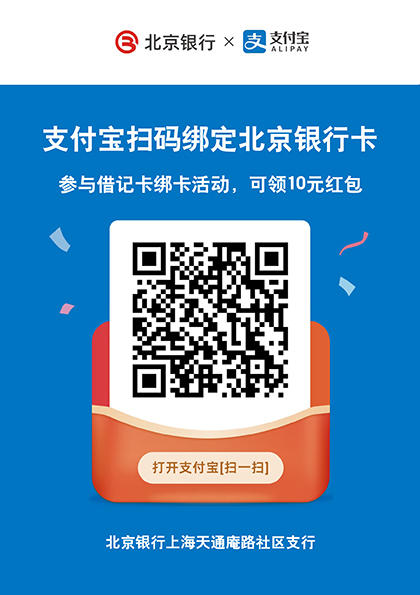 北京银行 × 支 支付宝
ALIPAY
支付宝扫码绑定北京银行卡
参与借记卡绑卡活动，可领10元红包
打开支付宝[扫一扫]
北京银行上海天通庵路社区支行